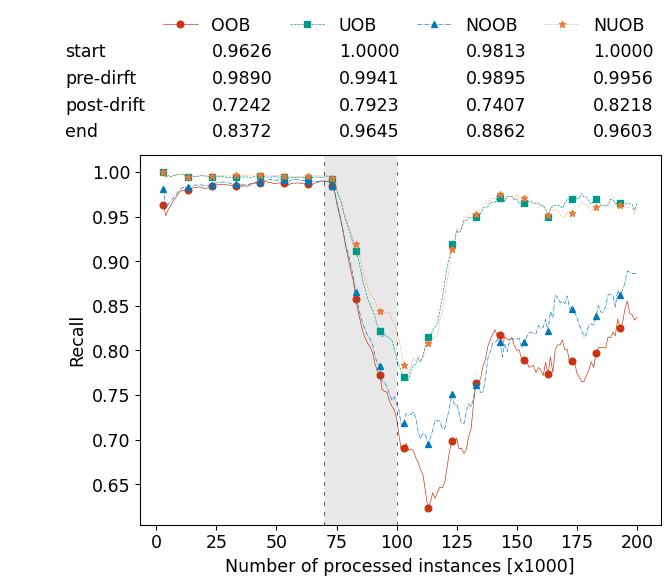 OOB UOB NOOB NUOB
start 0.9626 1.0000 0.9813 1.0000
pre-dirft 0.9890 0.9941 0.9895 0.9956
post-drift 0.7242 0.7923 0.7407 0.8218
end 0.8372 0.9645 0.8862 0.9603
1.00
0.95
0.90
0.85
0.80
0.75
0.70
0.65
Recall
0 25 50 75 100 125 150 175 200
Number of processed instances [x1000]